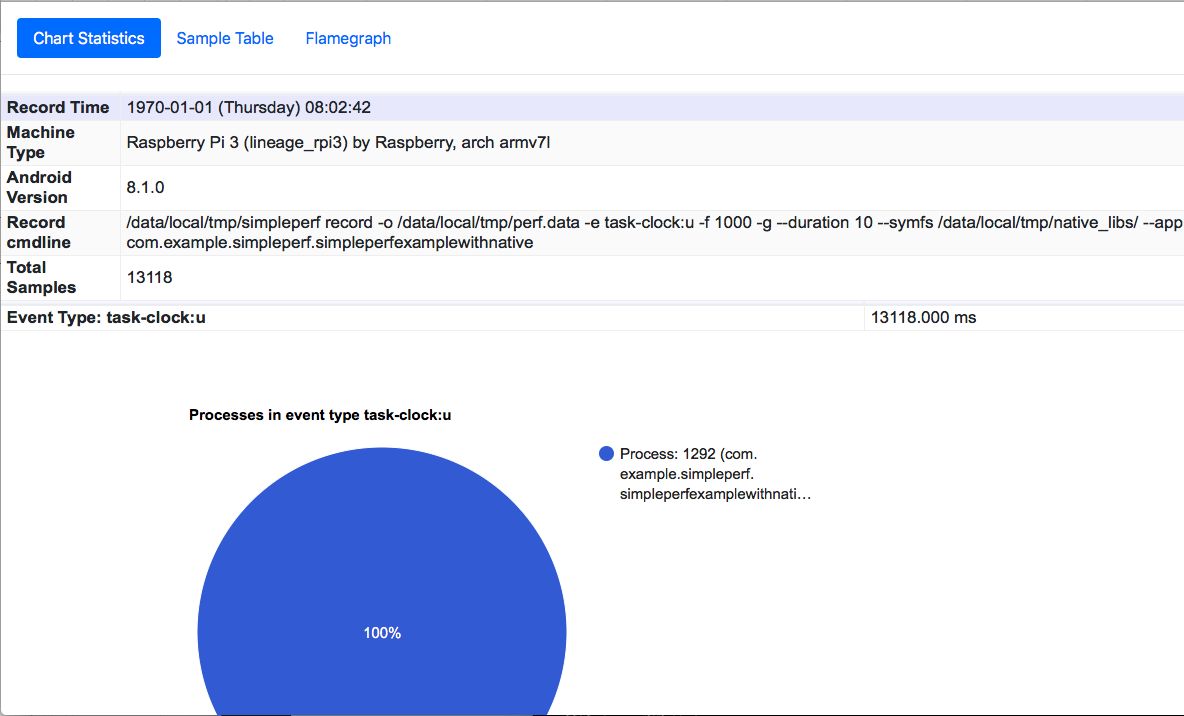 Chart Statistics Sample Table Flamegraph
Record Time 1970-01-01 (Thursday) 08:02:42
Machine
Type
Raspberry Pi 3 (lineage_rpi3) by Raspberry, arch armv7l
Android
Version
8.1.0
Record
cmdline
/data/local/tmp/simpleperf record -o /data/local/tmp/perf.data -e task-clock:u -f 1000 -g --duration 10 --symfs /data/local/tmp/native_libs/ --app
com.example.simpleperf.simpleperfexamplewithnative
Total
Samples
13118
Event Type: task-clock:u 13118.000 ms
Processes in event type task-clock:u
Process: 1292 (com.
example.simpleperf.
simpleperfexamplewithnati…
100%